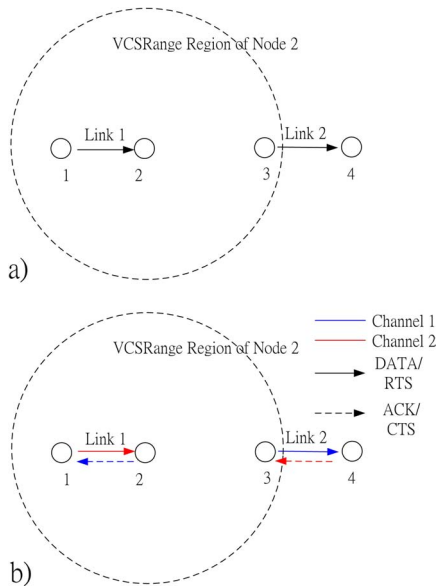 VCSRange Region of Node 2
Link 1
Link 2
1
2
3
4
a)
Channel 1
Channel 2
DATA/
RTS
ACK/
CTS
VCSRange Region of Node 2
Link 1
Link 2
1
2
3
4
b)